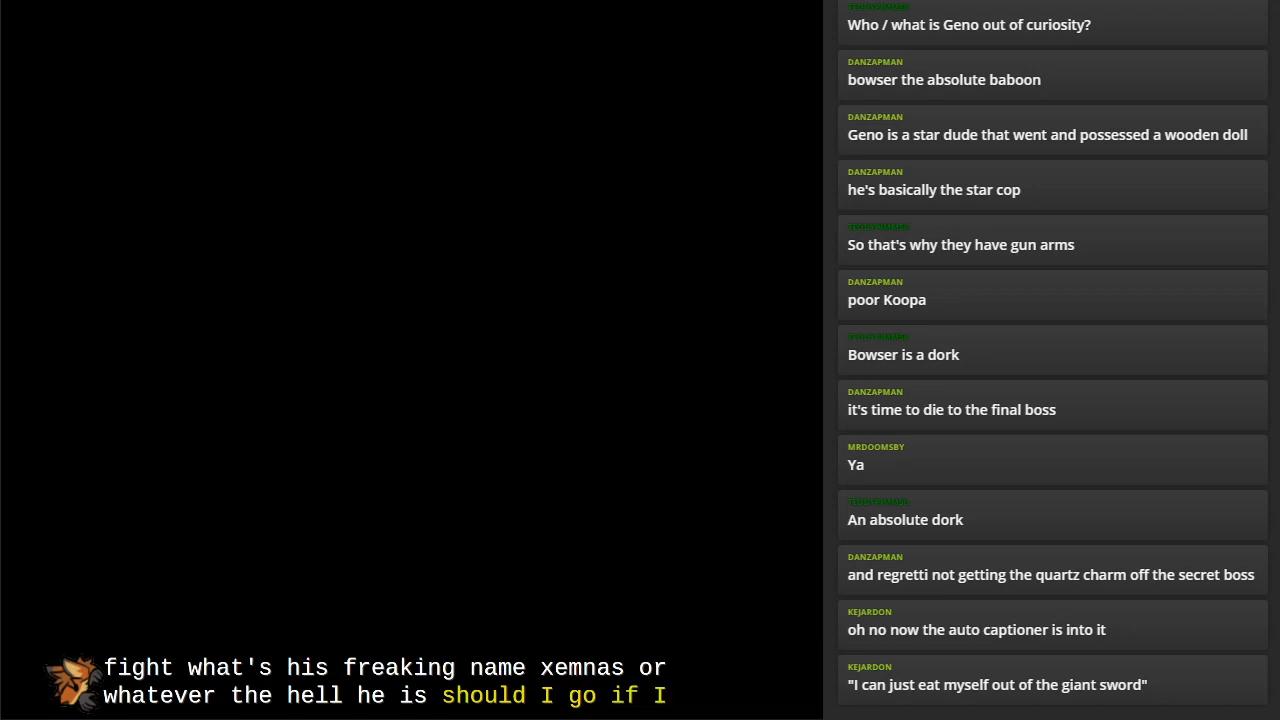 Who / what is Geno out of curiosity?
DANZAPMAN
bowser the absolute baboon
DANZAPMAN
Geno is a star dude that went and possessed a wooden doll
DANZAPMAN
he's basically the star cop
So that's why they have gun arms
DANZAPMAN
poor Koopa
Bowser is a dork
DANZAPMAN
it's time to die to the final boss
MRDOOMSBY
Ya
An absolute dork
DANZAPMAN
and regretti not getting the quartz charm off the secret boss
KEJARDON
oh no now the auto captioner is into it
KEJARDON
"I can just eat myself out of the giant sword"
fight what's his freaking name xemnas or
whatever the hell he is should I go if I